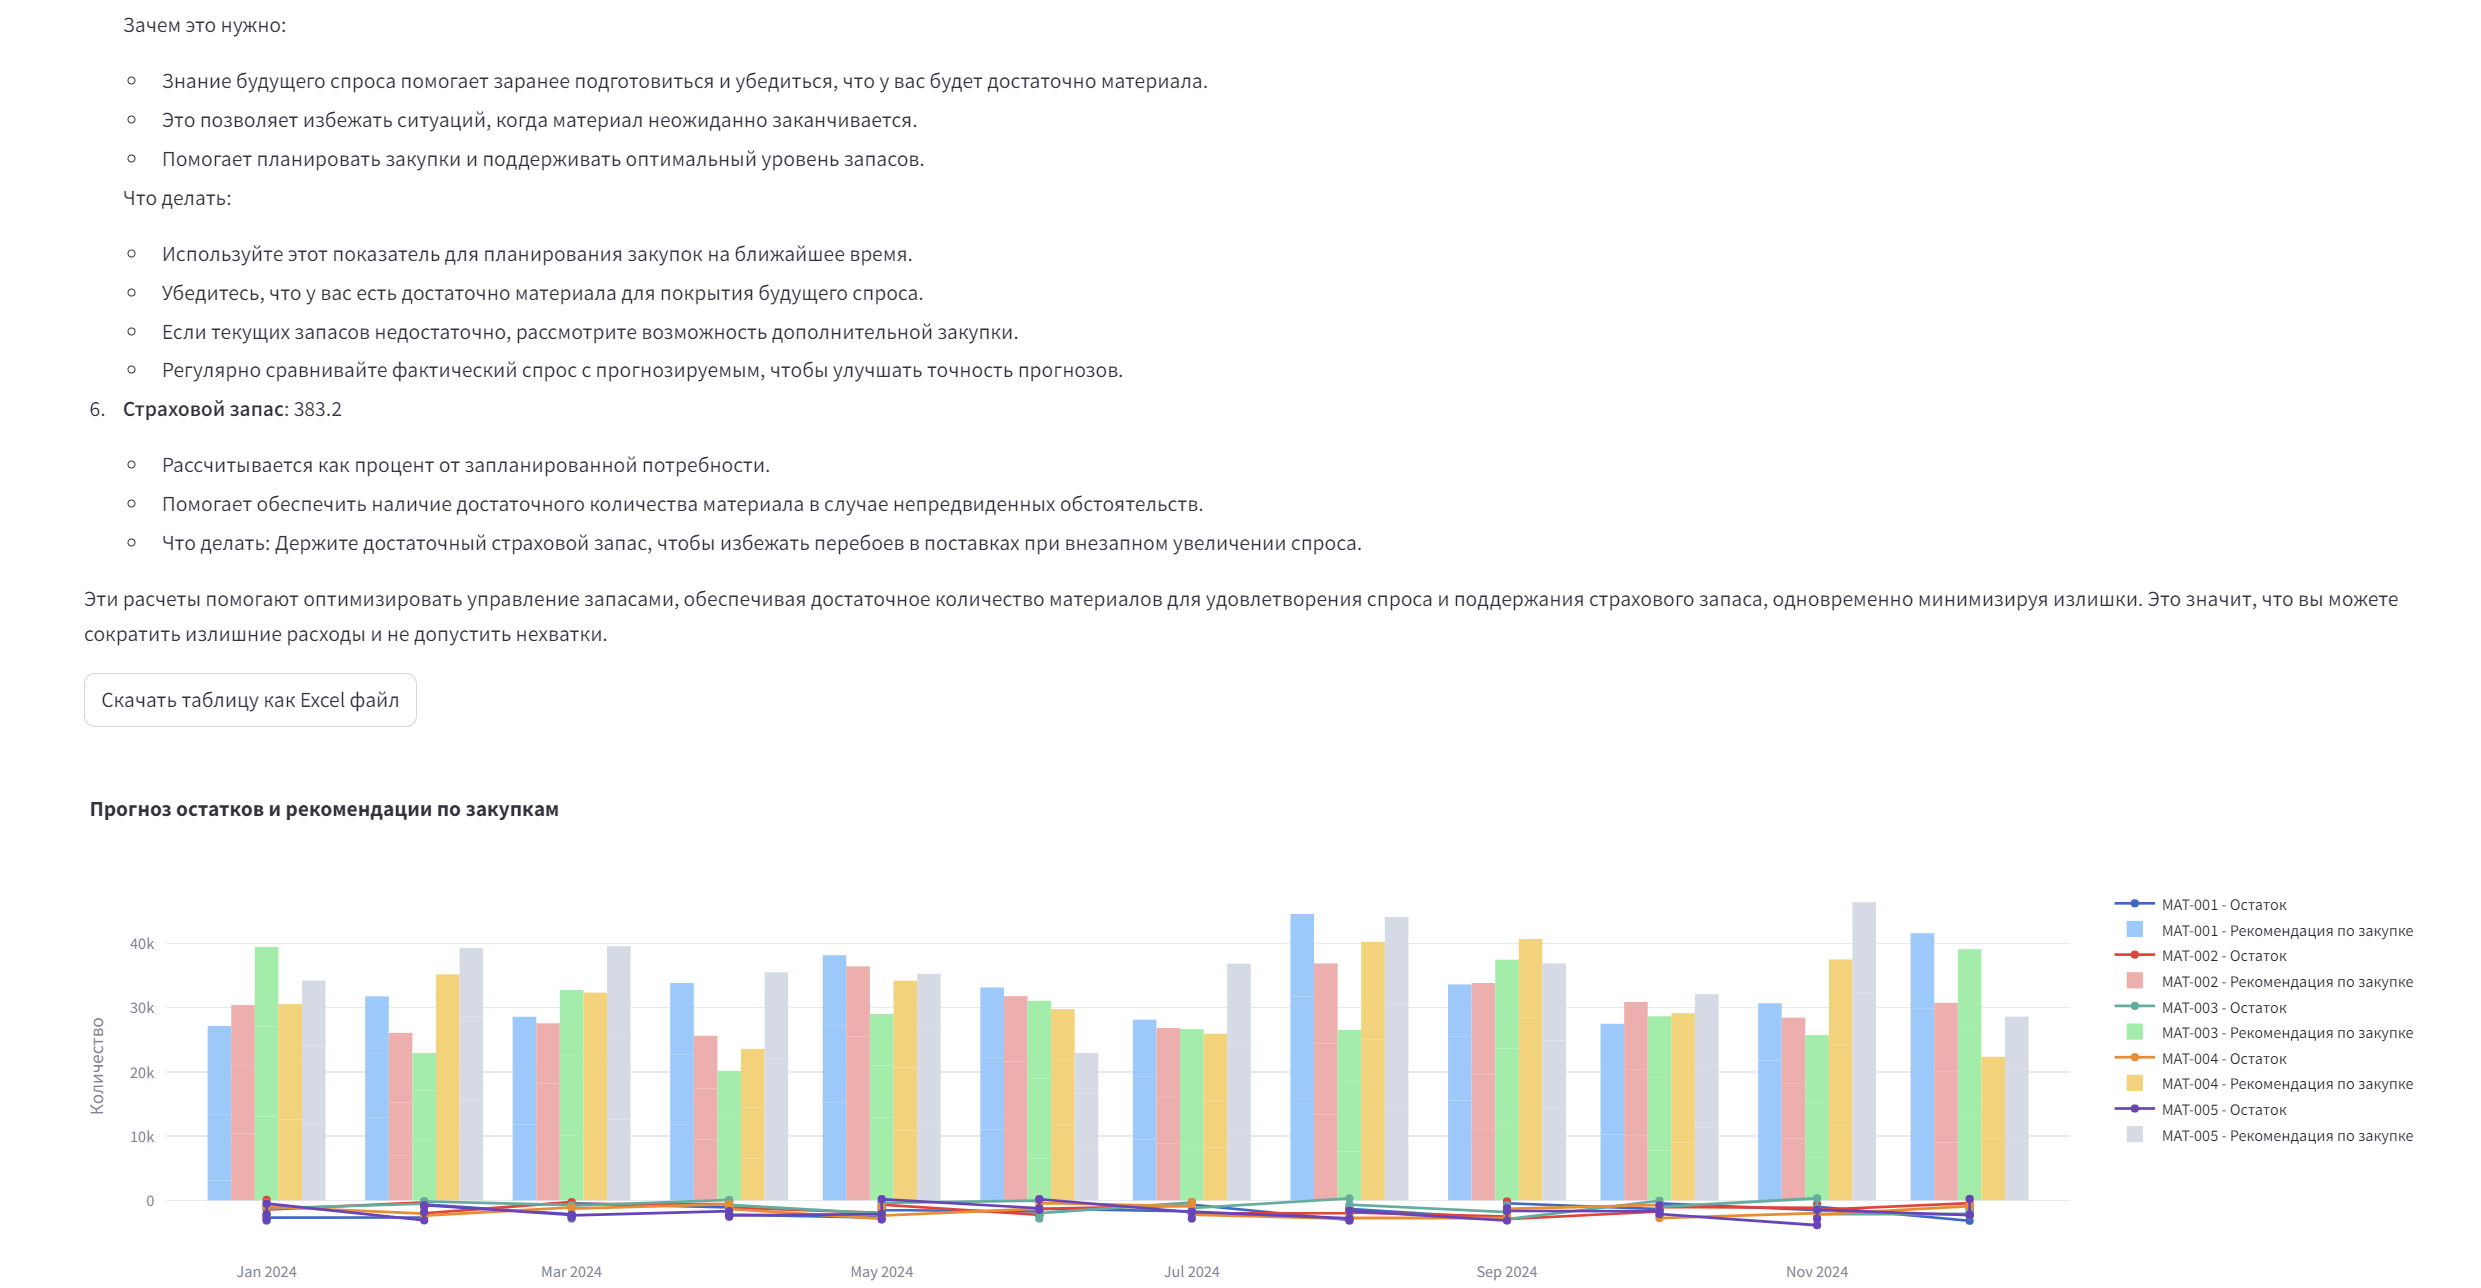 Зачем это нужно:
Знание будущего спроса помогает заранее подготовиться и убедиться, что у вас будет достаточно материала.
Это позволяет избежать ситуаций, когда материал неожиданно заканчивается.
Помогает планировать закупки и поддерживать оптимальный уровень запасов.
Что делать:
Используйте этот показатель для планирования закупок на ближайшее время.
Убедитесь, что у вас есть достаточно материала для покрытия будущего спроса.
Если текущих запасов недостаточно, рассмотрите возможность дополнительной закупки.
Регулярно сравнивайте фактический спрос с прогнозируемым, чтобы улучшать точность прогнозов.
6. Страховой запас: 383.2
Рассчитывается как процент от запланированной потребности.
Помогает обеспечить наличие достаточного количества материала в случае непредвиденных обстоятельств.
Что делать: Держите достаточный страховой запас, чтобы избежать перебоев в поставках при внезапном увеличении спроса.
Эти расчеты помогают оптимизировать управление запасами, обеспечивая достаточное количество материалов для удовлетворения спроса и поддержания страхового запаса, одновременно минимизируя излишки. Это значит, что вы можете
сократить излишние расходы и не допустить нехватки.
Скачать таблицу как Excel файл
Прогноз остатков и рекомендации по закупкам
Количество
40k
30k
20k
10k
0
Jan 2024
Mar 2024
May 2024
Jul 2024
Sep 2024
Nov 2024
МАТ-001 - Остаток
МАТ-001 - Рекомендация по закупке
МАТ-002 - Остаток
МАТ-002 - Рекомендация по закупке
МАТ-003 - Остаток
МАТ-003 - Рекомендация по закупке
МАТ-004 - Остаток
МАТ-004 - Рекомендация по закупке
МАТ-005 - Остаток
МАТ-005 - Рекомендация по закупке